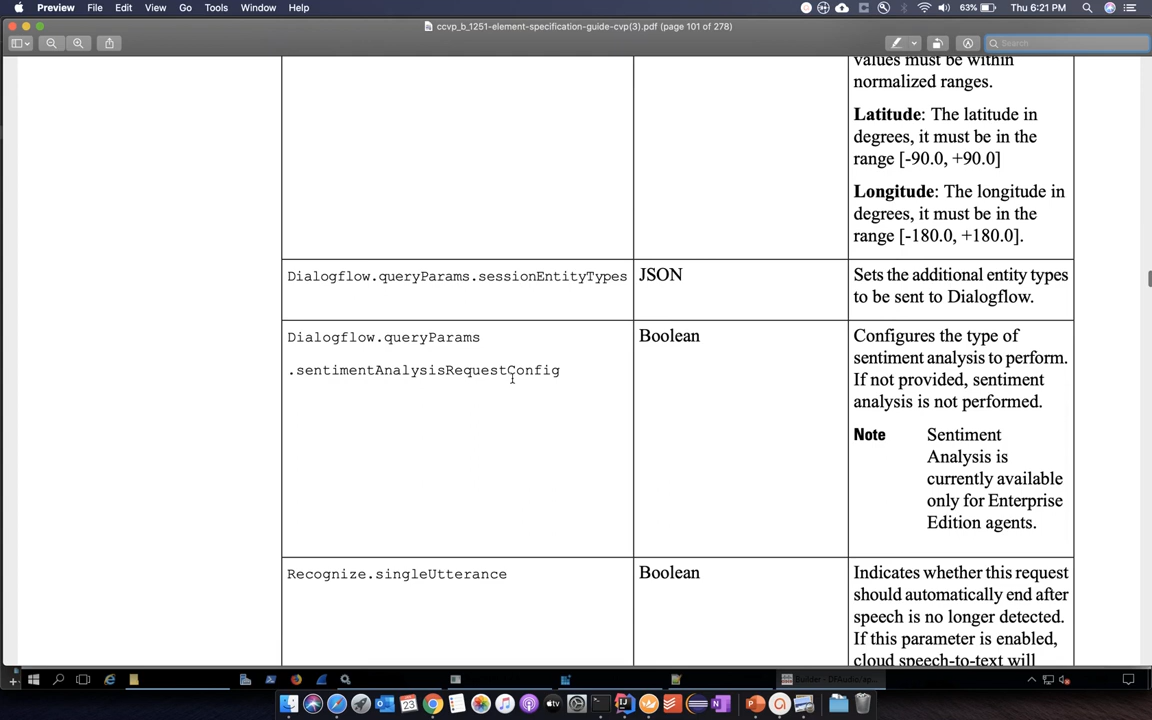 Preview File Edit View Go Tools Window Help
63% Thu 6:21 PM
ccvp_b_1251-element-specification-guide-cvp(3).pdf (page 101 of 278)
Search
values must be within
normalized ranges.
Latitude: The latitude in
degrees, it must be in the
range [-90.0, +90.0]
Longitude: The longitude in
degrees, it must be in the
range [-180.0, +180.0].
Dialogflow.queryParams.sessionEntityTypes
JSON
Sets the additional entity types
to be sent to Dialogflow.
Dialogflow.queryParams
.sentimentAnalysisRequestConfig
Boolean
Configures the type of
sentiment analysis to perform.
If not provided, sentiment
analysis is not performed.
Note Sentiment
Analysis is
currently available
only for Enterprise
Edition agents.
Recognize.singleUtterance
Boolean
Indicates whether this request
should automatically end after
speech is no longer detected.
If this parameter is enabled,
cloud speech-to-text will